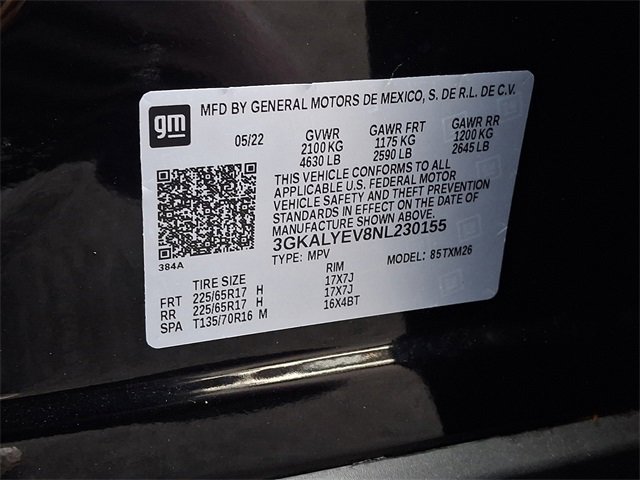 gm
MFD BY GENERAL MOTORS DE MEXICO, S. DE R.L. DE C.V.
05/22 GVWR GAWR FRT GAWR RR
2100 KG 1175 KG 1200 KG
4630 LB 2590 LB 2645 LB
THIS VEHICLE CONFORMS TO ALL
APPLICABLE U.S. FEDERAL MOTOR
VEHICLE SAFETY AND THEFT PREVENTION
STANDARDS IN EFFECT ON THE DATE OF
MANUFACTURE SHOWN ABOVE.
3GKALYEV8NL230155
384A
TYPE: MPV MODEL: 85TXM26
TIRE SIZE RIM
FRT 225/65R17 H 17X7J
RR 225/65R17 H 17X7J
SPA T135/70R16 M 16X4BT